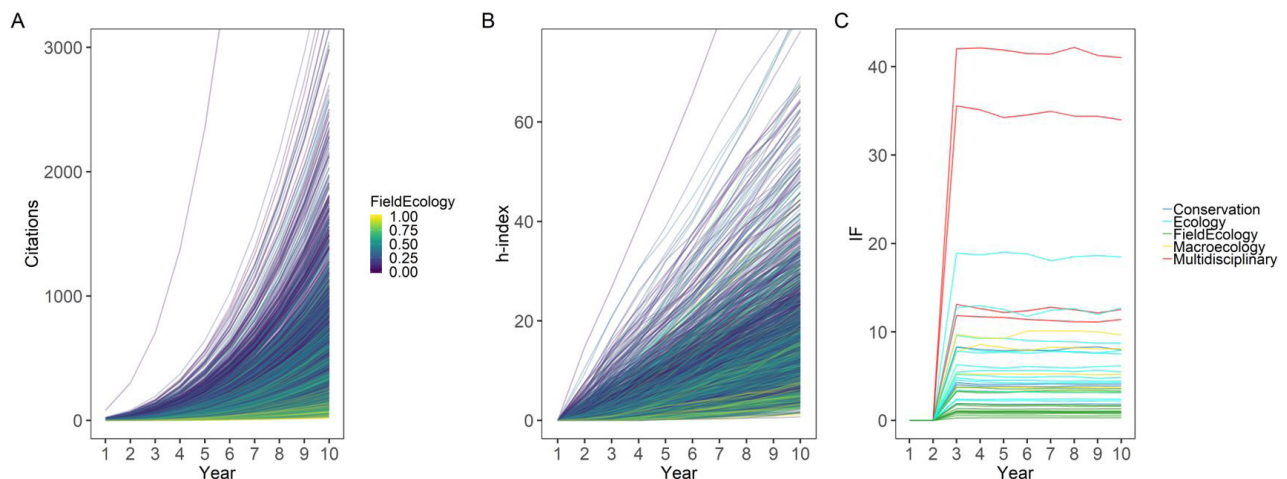 A
B
C
3000
2000
1000
0
Citations
1 2 3 4 5 6 7 8 9 10
Year
FieldEcology
1.00
0.75
0.50
0.25
0.00
60
40
20
0
h-index
1 2 3 4 5 6 7 8 9 10
Year
40
30
20
10
0
IF
1 2 3 4 5 6 7 8 9 10
Year
Conservation
Ecology
FieldEcology
Macroecology
Multidisciplinary